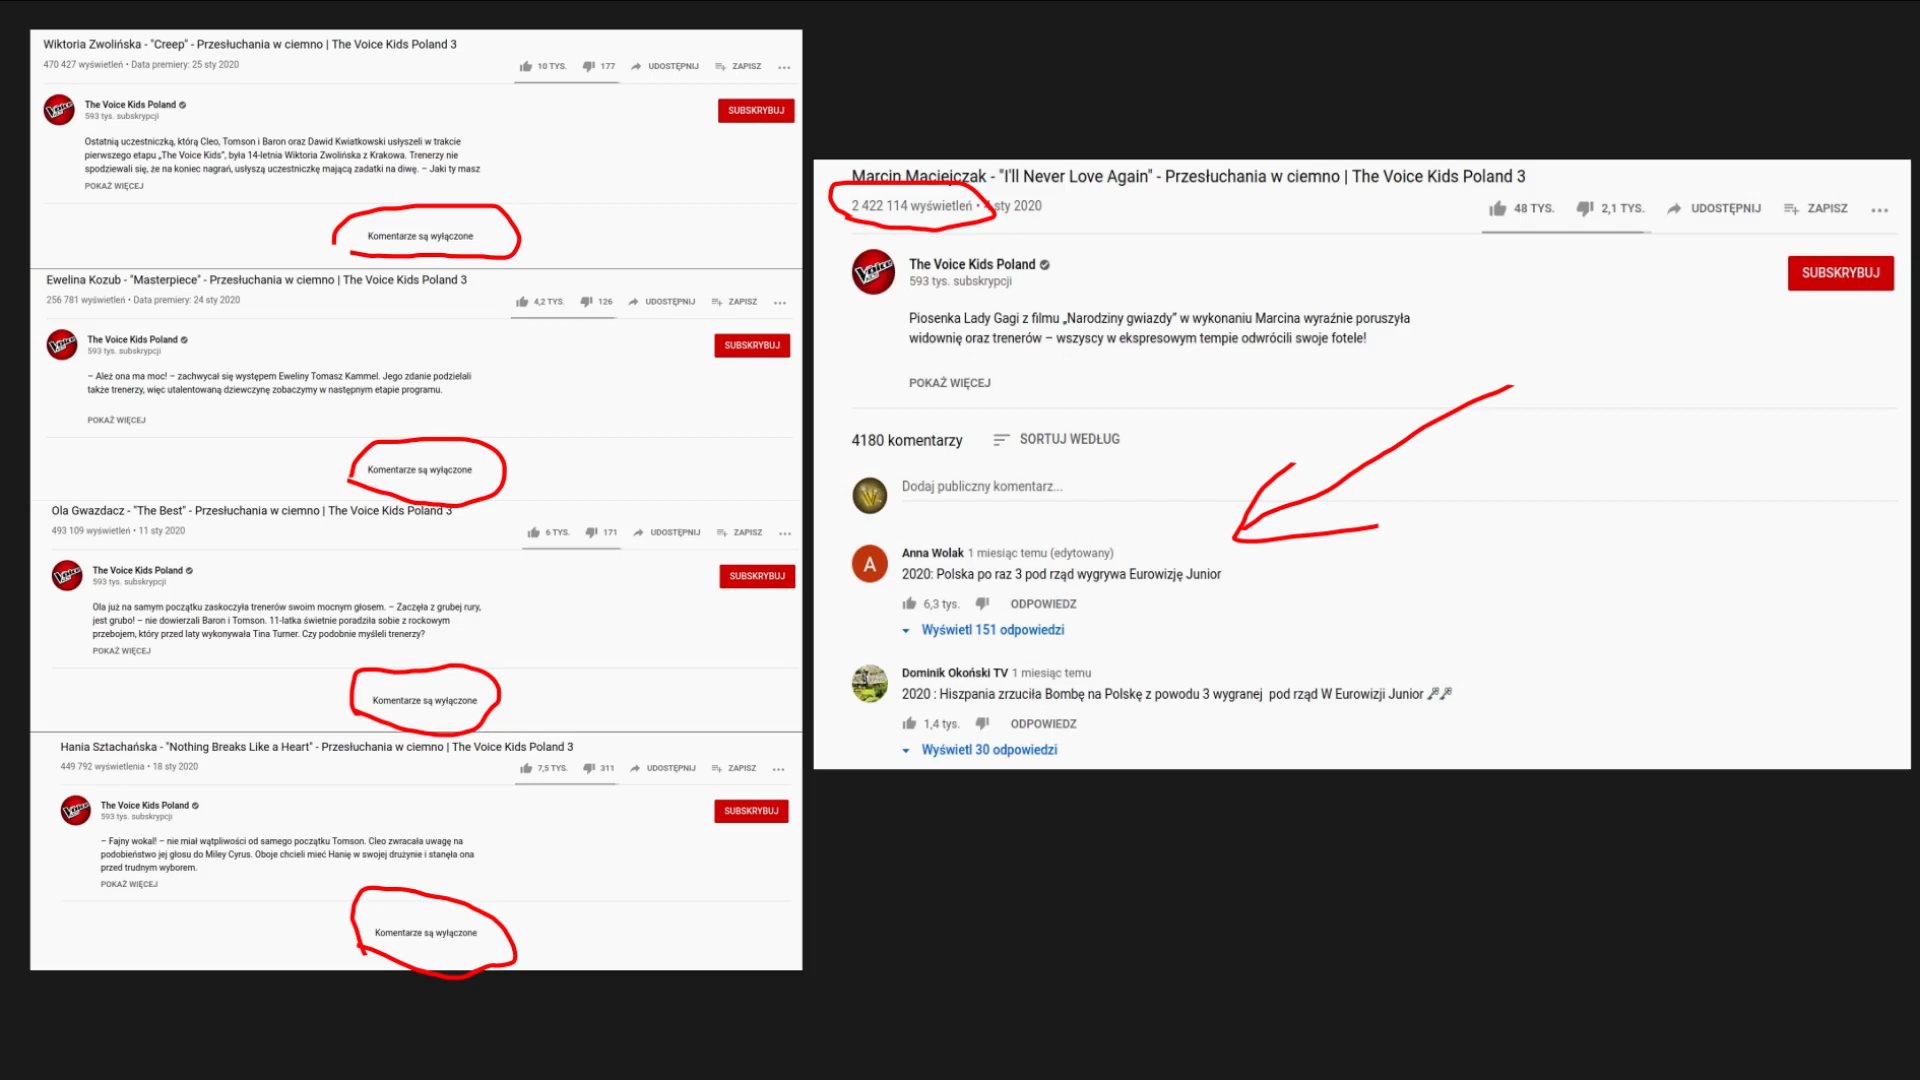 Wiktoria Zwolińska - "Creep" - Przesłuchania w ciemno | The Voice Kids Poland 3
470 427 wyświetleń • Data premiery: 25 sty 2020
10 TYS. 177 UDOSTĘPNIJ ZAPISZ ...
The Voice Kids Poland
593 tys. subskrypcji
SUBSKRYBUJ
Ostatnią uczestniczką, którą Cleo, Tomson i Baron oraz Dawid Kwiatkowski usłyszeli w trakcie
pierwszego etapu „The Voice Kids", była 14-letnia Wiktoria Zwolińska z Krakowa. Trenerzy nie
spodziewali się, że na koniec nagrań, usłyszą uczestniczkę mającą zadatki na diwę. – Jaki ty masz
POKAŻ WIĘCEJ
Komentarze są wyłączone
Ewelina Kozub - "Masterpiece" - Przesłuchania w ciemno | The Voice Kids Poland 3
256 781 wyświetleń • Data premiery: 24 sty 2020
4,2 TYS. 126 UDOSTĘPNIJ ZAPISZ ...
The Voice Kids Poland
593 tys. subskrypcji
SUBSKRYBUJ
– Ależ ona ma moc! – zachwycał się występem Eweliny Tomasz Kammel. Jego zdanie podzielali
także trenerzy, więc utalentowaną dziewczynę zobaczymy w następnym etapie programu.
POKAŻ WIĘCEJ
Komentarze są wyłączone
Ola Gwazdacz - "The Best" - Przesłuchania w ciemno | The Voice Kids Poland 3
493 109 wyświetleń • 11 sty 2020
6 TYS. 171 UDOSTĘPNIJ ZAPISZ ...
The Voice Kids Poland
593 tys. subskrypcji
SUBSKRYBUJ
Ola już na samym początku zaskoczyła trenerów swoim mocnym głosem. – Zaczęła z grubej rury,
jest grubo! – nie dowierzali Baron i Tomson. 11-latka świetnie poradziła sobie z rockowym
przebojem, który przed laty wykonywała Tina Turner. Czy podobnie myśleli trenerzy?
POKAŻ WIĘCEJ
Komentarze są wyłączone
Hania Sztachańska - "Nothing Breaks Like a Heart" - Przesłuchania w ciemno | The Voice Kids Poland 3
449 792 wyświetlenia • 18 sty 2020
7,5 TYS. 311 UDOSTĘPNIJ ZAPISZ ...
The Voice Kids Poland
593 tys. subskrypcji
SUBSKRYBUJ
– Fajny wokal! – nie miał wątpliwości od samego początku Tomson. Cleo zwracała uwagę na
podobieństwo jej głosu do Miley Cyrus. Oboje chcieli mieć Hanię w swojej drużynie i stanęła ona
przed trudnym wyborem.
POKAŻ WIĘCEJ
Komentarze są wyłączone
Marcin Maciejczak - "I'll Never Love Again" - Przesłuchania w ciemno | The Voice Kids Poland 3
2 422 114 wyświetleń • 4 sty 2020
48 TYS. 2,1 TYS. UDOSTĘPNIJ ZAPISZ ...
The Voice Kids Poland
593 tys. subskrypcji
SUBSKRYBUJ
Piosenka Lady Gagi z filmu „Narodziny gwiazdy" w wykonaniu Marcina wyraźnie poruszyła
widownię oraz trenerów – wszyscy w ekspresowym tempie odwrócili swoje fotele!
POKAŻ WIĘCEJ
4180 komentarzy SORTUJ WEDŁUG
Dodaj publiczny komentarz...
A
Anna Wolak 1 miesiąc temu (edytowany)
2020: Polska po raz 3 pod rząd wygrywa Eurowizję Junior
6,3 tys. ODPOWIEDZ
Wyświetl 151 odpowiedzi
Dominik Okoński TV 1 miesiąc temu
2020 : Hiszpania zrzuciła Bombę na Polskę z powodu 3 wygranej pod rząd W Eurowizji Junior 🎤🎤
1,4 tys. ODPOWIEDZ
Wyświetl 30 odpowiedzi